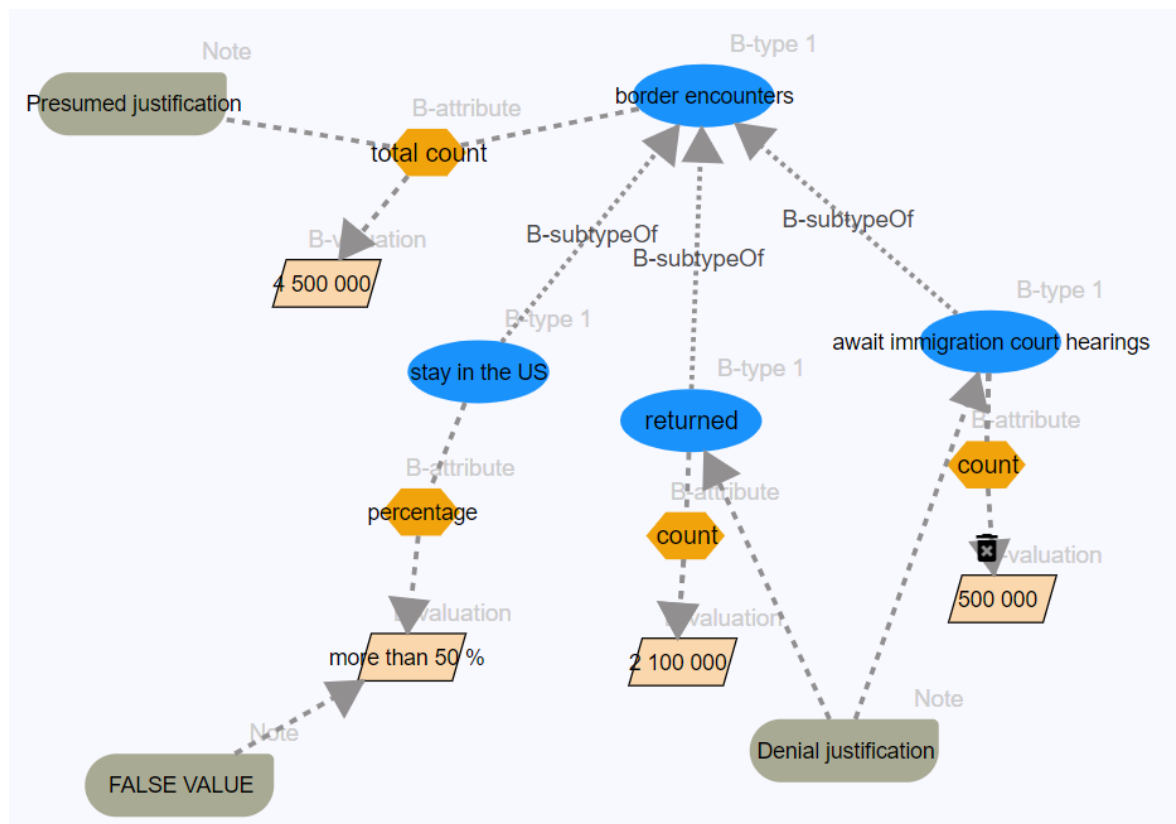 Note
B-type 1
Presumed justification
B-attribute
border encounters
total count
B-valuation
4 500 000
B-subtypeOf
B-subtypeOf
B-subtypeOf
B-type 1
B-type 1
await immigration court hearings
stay in the US
B-type 1
returned
B-attribute
count
B-attribute
percentage
B-attribute
count
-valuation
500 000
B-valuation
more than 50 %
B-valuation
2 100 000
Note
Denial justification
Note
FALSE VALUE